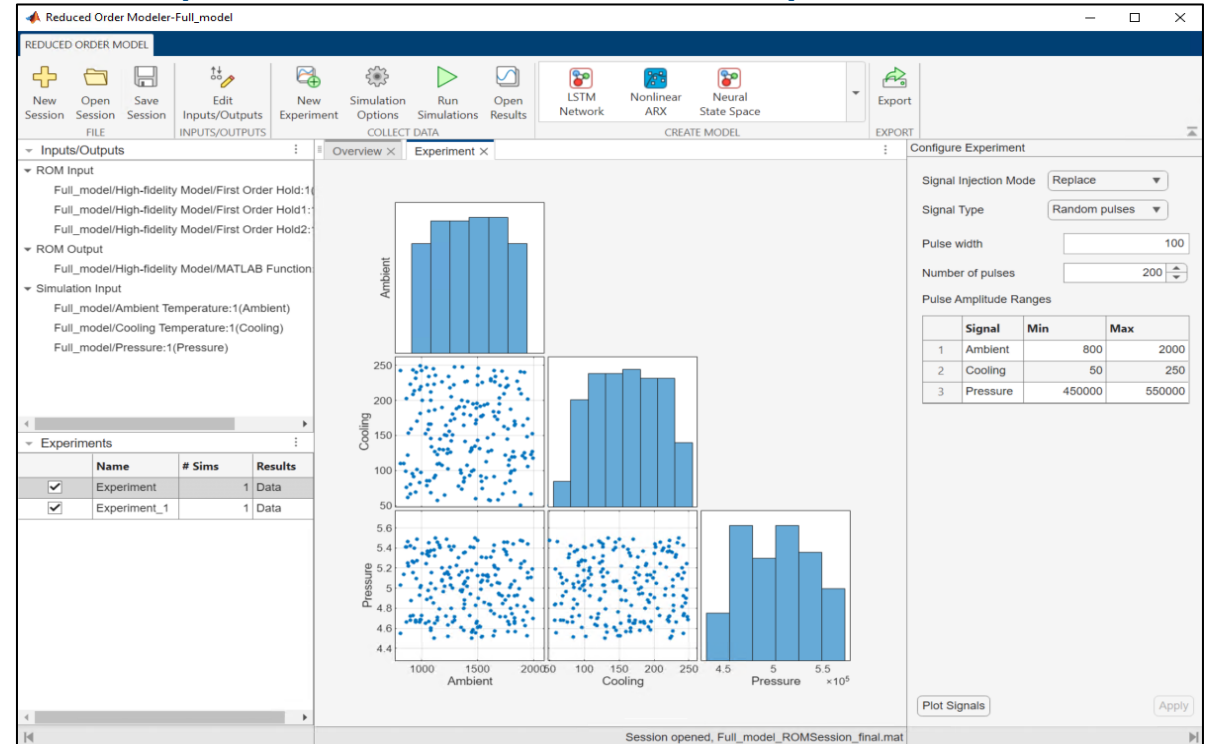 Reduced Order Modeler-Full_model
REDUCED ORDER MODEL
New Session
Open Session
Save Session
Edit Inputs/Outputs
New Experiment
Simulation Options
Run Simulations
Open Results
LSTM Network
Nonlinear ARX
Neural State Space
Export
FILE
INPUTS/OUTPUTS
COLLECT DATA
CREATE MODEL
EXPORT
Inputs/Outputs
ROM Input
Full_model/High-fidelity Model/First Order Hold:1(
Full_model/High-fidelity Model/First Order Hold1:
Full_model/High-fidelity Model/First Order Hold2:
ROM Output
Full_model/High-fidelity Model/MATLAB Function:
Simulation Input
Full_model/Ambient Temperature:1(Ambient)
Full_model/Cooling Temperature:1(Cooling)
Full_model/Pressure:1(Pressure)
Experiments
Name # Sims Results
Experiment 1 Data
Experiment_1 1 Data
Overview
Experiment
Ambient
Cooling
250
200
150
100
50
Pressure
5.6
5.4
5.2
5
4.8
4.6
4.4
1000 1500 2000
Ambient
50 100 150 200 250
Cooling
4.5 5 5.5
Pressure ×10⁵
Configure Experiment
Signal Injection Mode Replace
Signal Type Random pulses
Pulse width 100
Number of pulses 200
Pulse Amplitude Ranges
Signal Min Max
1 Ambient 800 2000
2 Cooling 50 250
3 Pressure 450000 550000
Plot Signals
Apply
Session opened, Full_model_ROMSession_final.mat